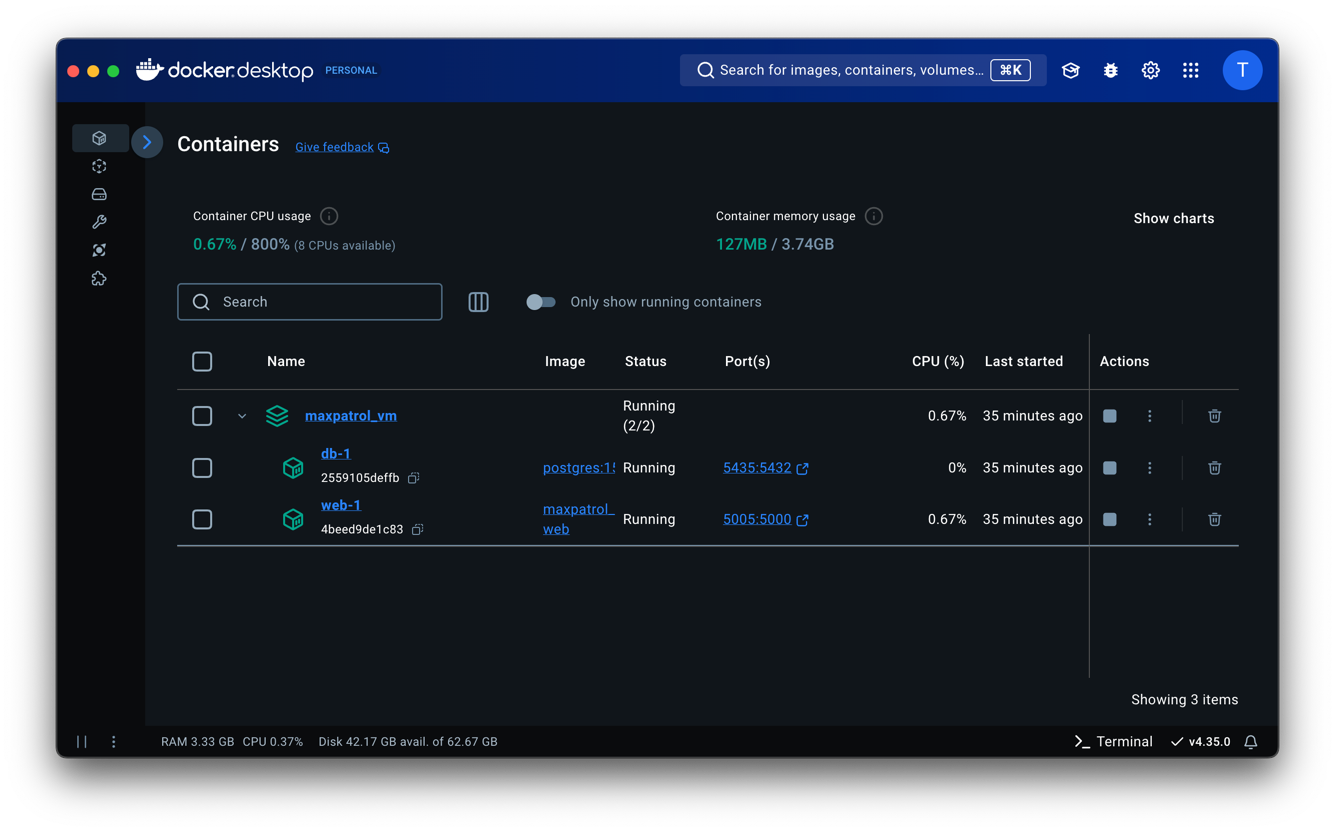 docker.desktop PERSONAL Search for images, containers, volumes... ⌘K T
Containers Give feedback
Container CPU usage Container memory usage Show charts
0.67% / 800% (8 CPUs available) 127MB / 3.74GB
Search Only show running containers
Name Image Status Port(s) CPU (%) Last started Actions
maxpatrol_vm Running (2/2) 0.67% 35 minutes ago
db-1 2559105deffb postgres:1! Running 5435:5432 0% 35 minutes ago
web-1 4beed9de1c83 maxpatrol_ web Running 5005:5000 0.67% 35 minutes ago
Showing 3 items
RAM 3.33 GB CPU 0.37% Disk 42.17 GB avail. of 62.67 GB Terminal v4.35.0